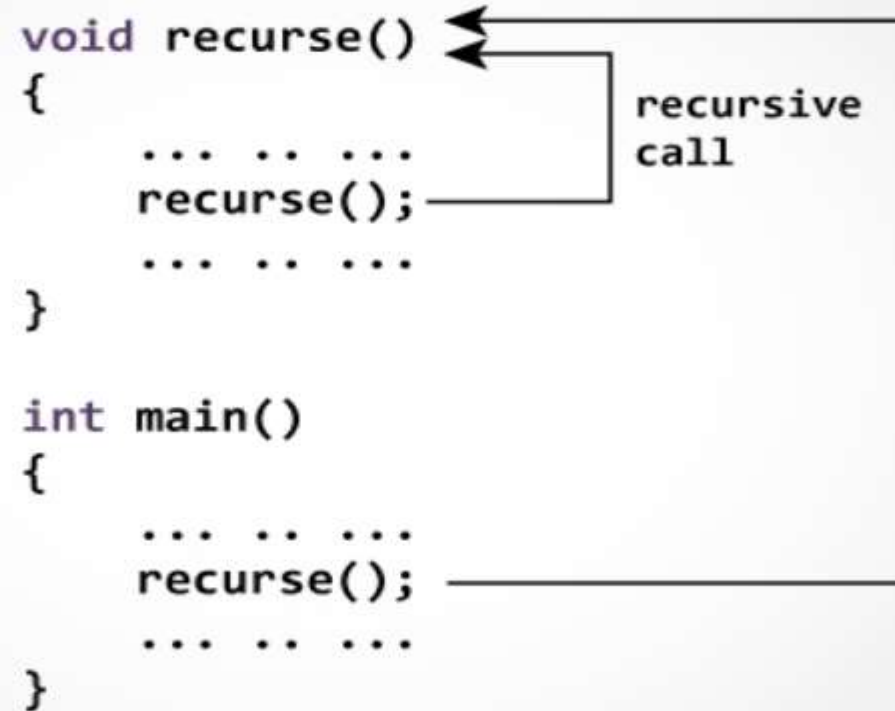 void recurse()
{
... .. ...
recurse();
... .. ...
}
recursive
call
int main()
{
... .. ...
recurse();
... .. ...
}